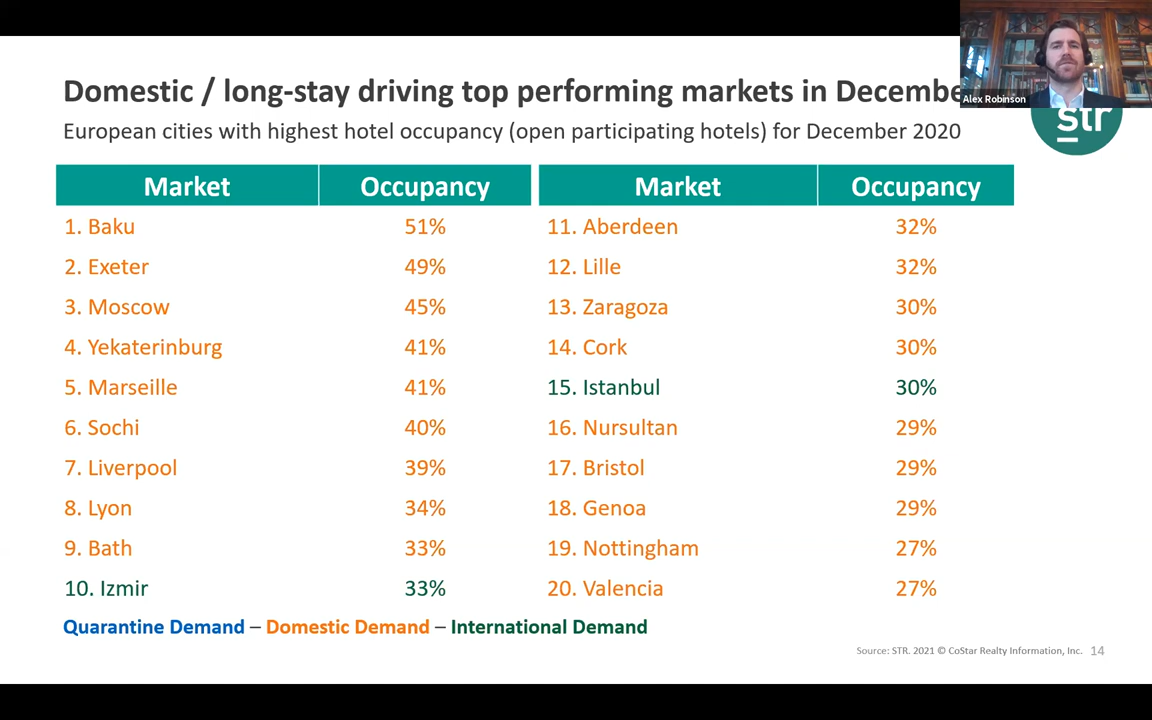 Domestic / long-stay driving top performing markets in Decembe
Alex Robinson
European cities with highest hotel occupancy (open participating hotels) for December 2020
str
Market Occupancy Market Occupancy
1. Baku 51% 11. Aberdeen 32%
2. Exeter 49% 12. Lille 32%
3. Moscow 45% 13. Zaragoza 30%
4. Yekaterinburg 41% 14. Cork 30%
5. Marseille 41% 15. Istanbul 30%
6. Sochi 40% 16. Nursultan 29%
7. Liverpool 39% 17. Bristol 29%
8. Lyon 34% 18. Genoa 29%
9. Bath 33% 19. Nottingham 27%
10. Izmir 33% 20. Valencia 27%
Quarantine Demand – Domestic Demand – International Demand
Source: STR. 2021 © CoStar Realty Information, Inc. 14